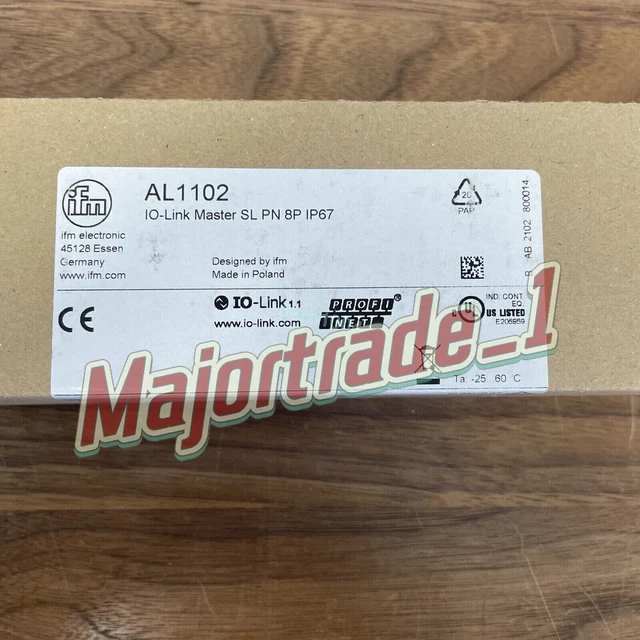 ifm
AL1102
IO-Link Master SL PN 8P IP67
20
PAP
ifm electronic
45128 Essen
Germany
www.ifm.com
Designed by ifm
Made in Poland
AB 2102 800014
CE
IO-Link 1.1
www.io-link.com
PROFI®
NET
UL
US LISTED
IND. CONT
EQ.
E205959
Ta -25 60 °C
Majortrade_1